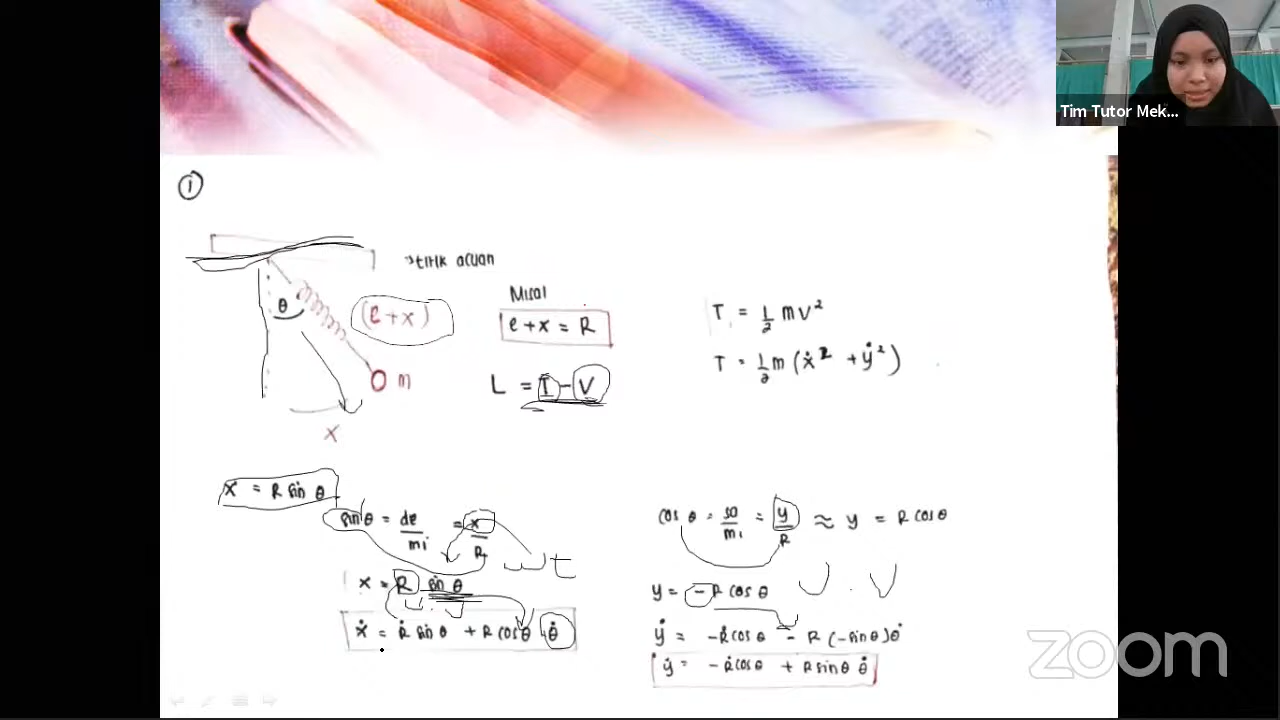 Tim Tutor Mek...
①
θ
(l + x)
m
x
→ titik acuan
Misal
l + x = R
L = T - V
T = 1/2 m v²
T = 1/2 m (ẋ² + ẏ²)
x = R sin θ
sin θ = de/mi = x/R
ωt
x = R sin θ
ẋ = Ṙ sin θ + R cos θ θ̇
cos θ = sa/mi = y/R ≈ y = R cos θ
y = -R cos θ
U . V
ẏ = -Ṙ cos θ - R (-sin θ) θ̇
ẏ = -Ṙ cos θ + R sin θ θ̇
zoom